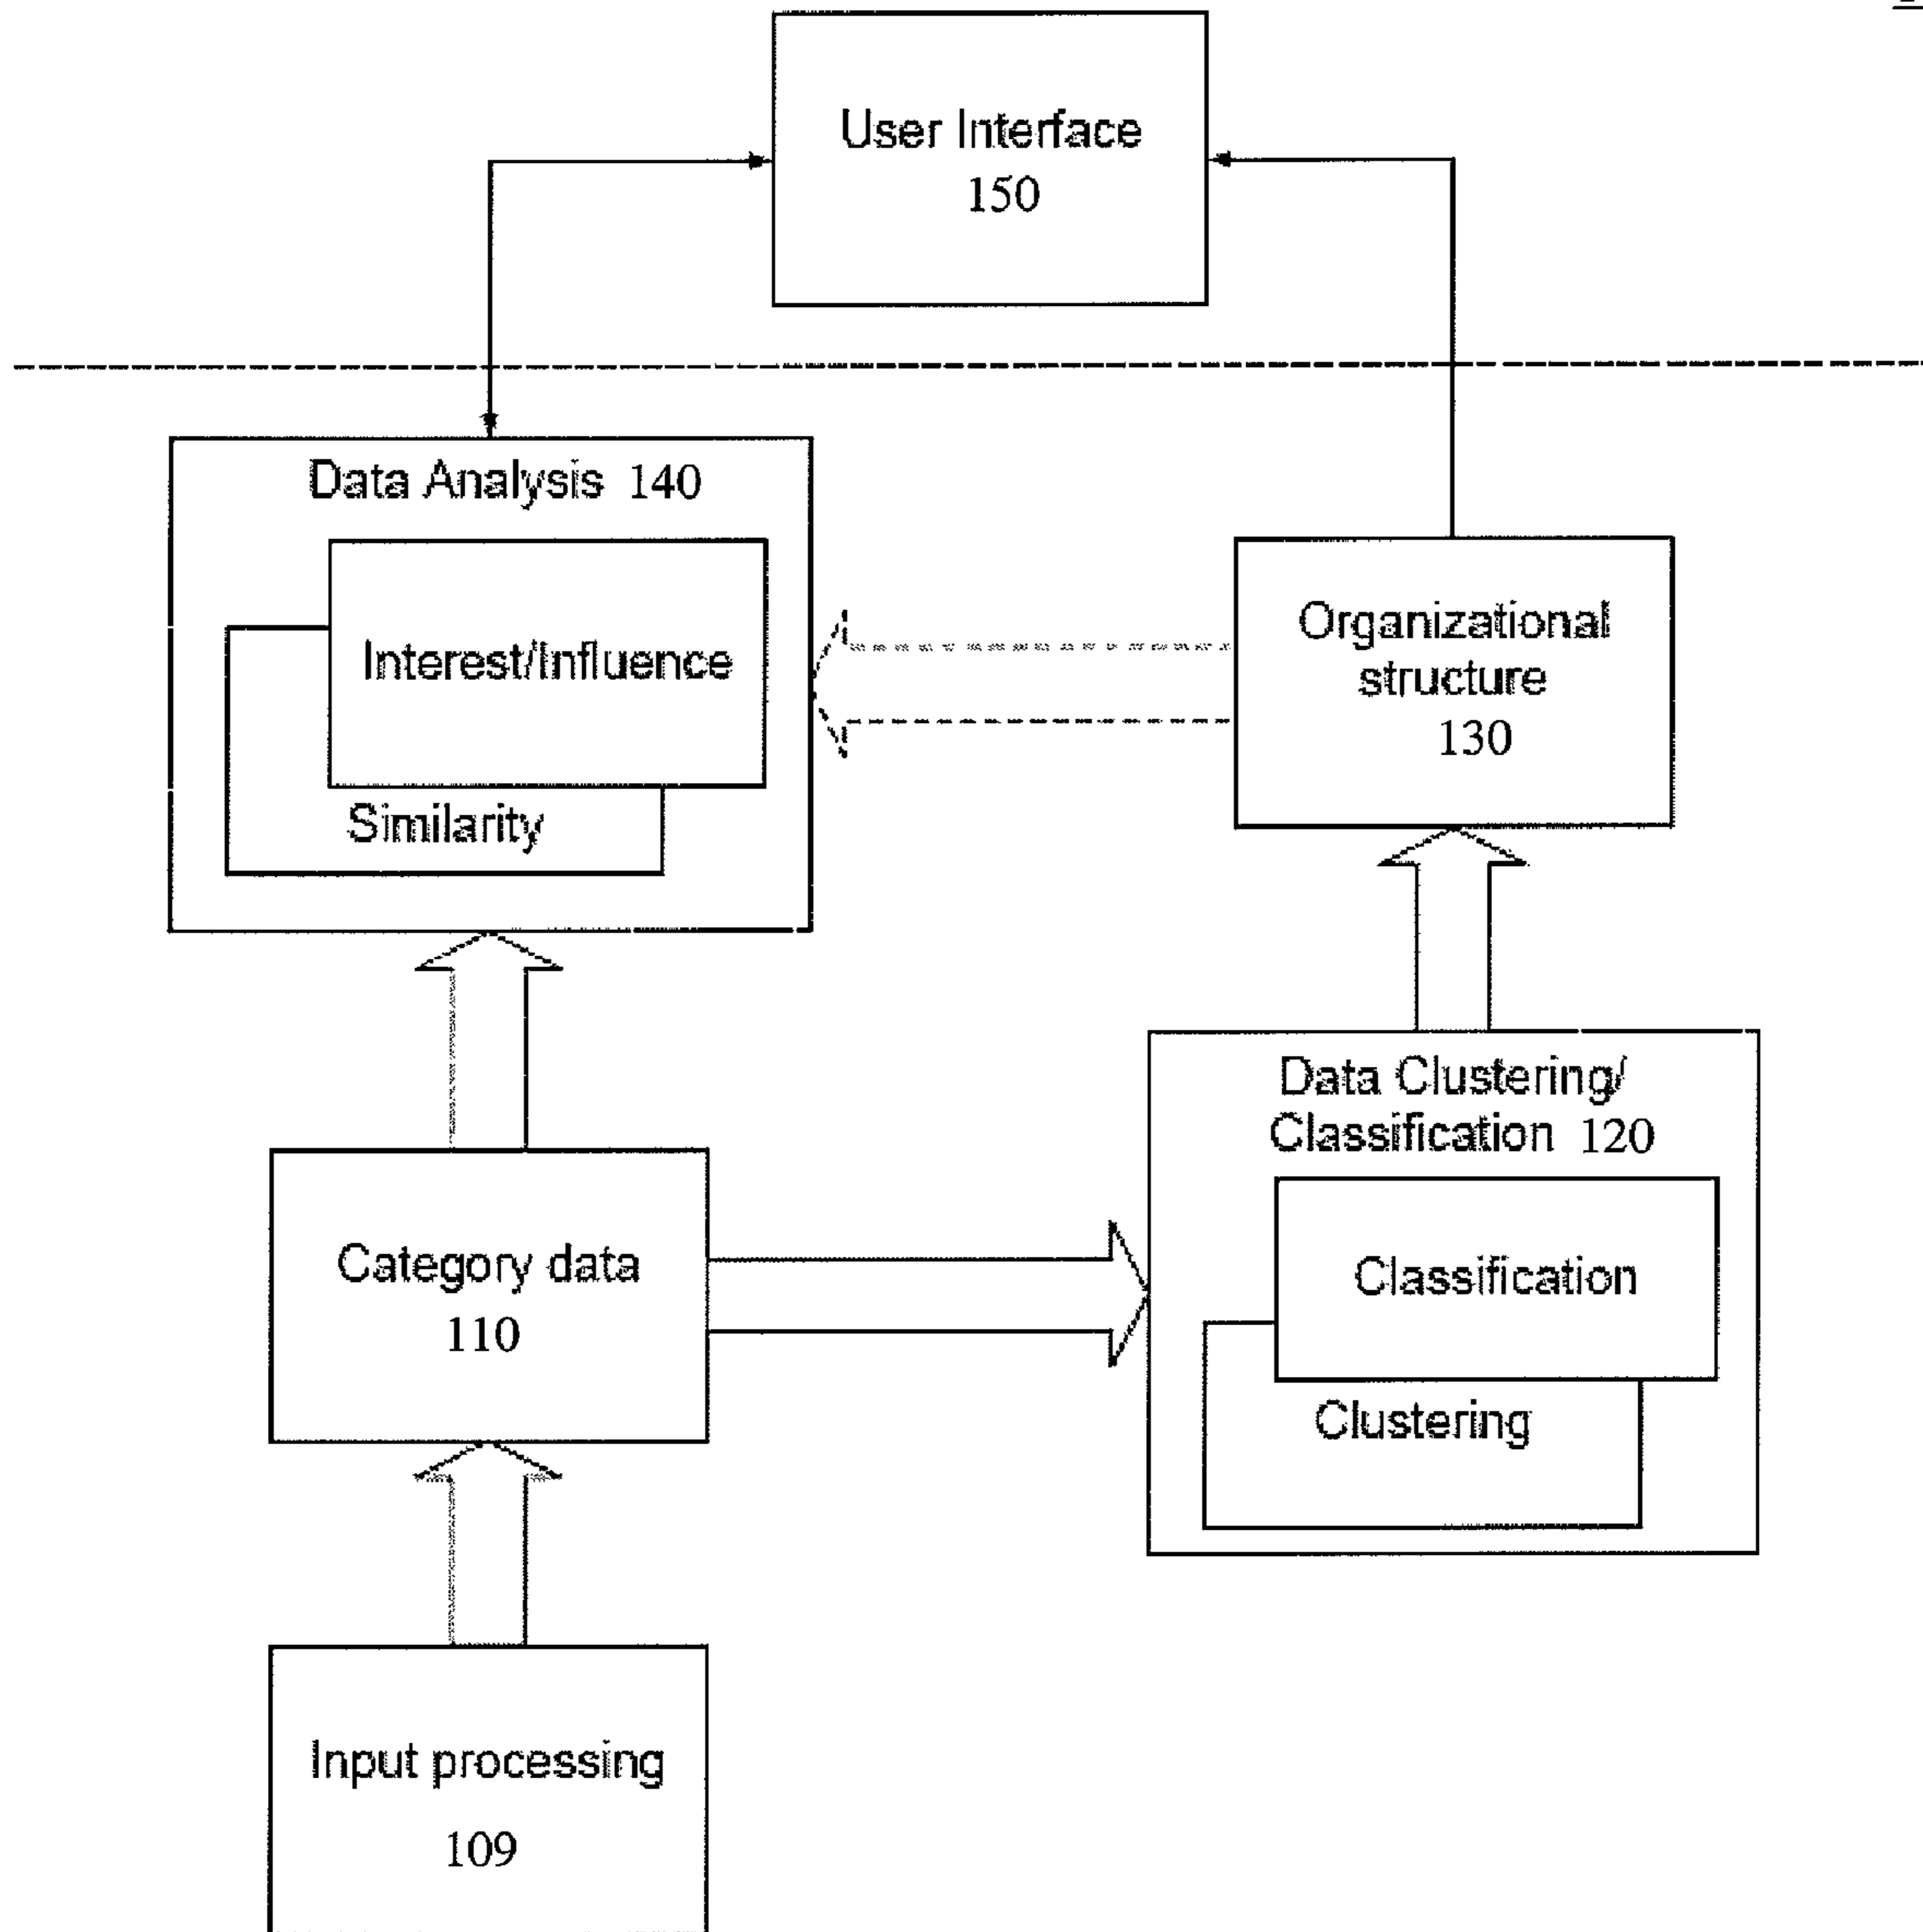 User Interface
150
Data Analysis 140
Interest/Influence
Similarity
Organizational
structure
130
Data Clustering/
Classification 120
Classification
Clustering
Category data
110
Input processing
109